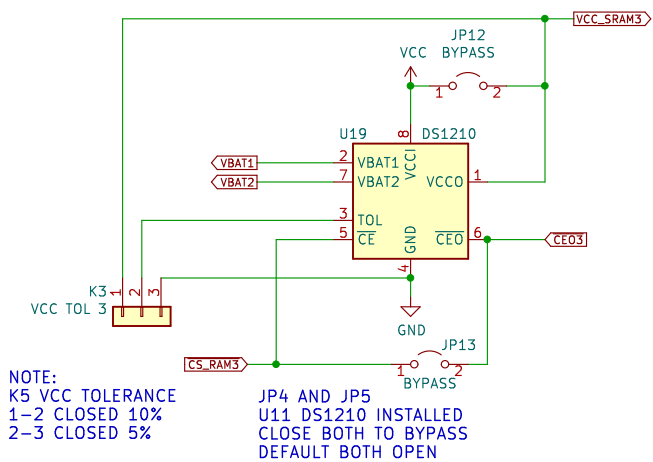 VCC_SRAM3
JP12
VCC BYPASS
1 2
U19 DS1210
8
VBAT1 2 VBAT1 VCCI
VBAT2 7 VBAT2 VCCO 1
3 TOL
5 CE GND CEO 6 CEO3
4
K3 1 2 3
VCC TOL 3
GND
JP13
CS_RAM3 1 2
BYPASS
NOTE:
K5 VCC TOLERANCE
1-2 CLOSED 10%
2-3 CLOSED 5%
JP4 AND JP5
U11 DS1210 INSTALLED
CLOSE BOTH TO BYPASS
DEFAULT BOTH OPEN